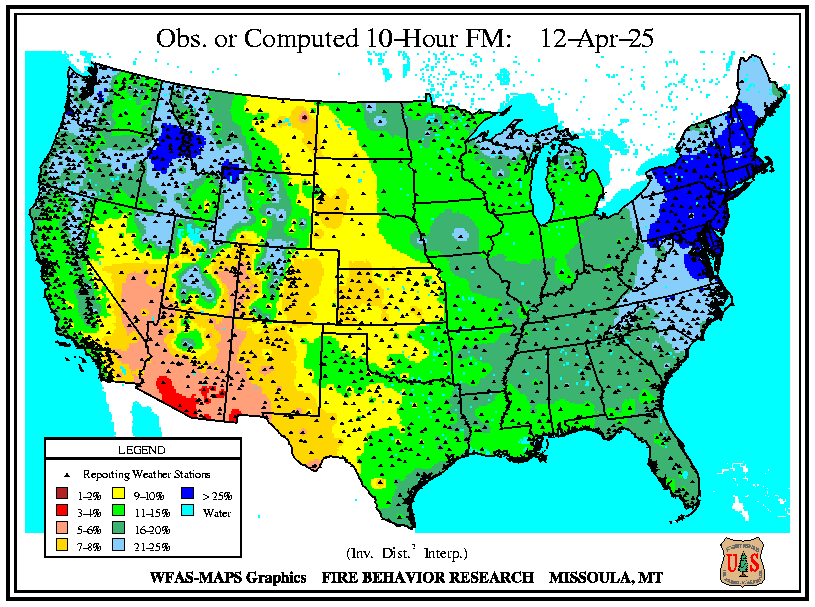 Obs. or Computed 10-Hour FM: 12-Apr-25
LEGEND
Reporting Weather Stations
1-2% 9-10% > 25%
3-4% 11-15% Water
5-6% 16-20%
7-8% 21-25%
(Inv. Dist.² Interp.)
WFAS-MAPS Graphics FIRE BEHAVIOR RESEARCH MISSOULA, MT
U S